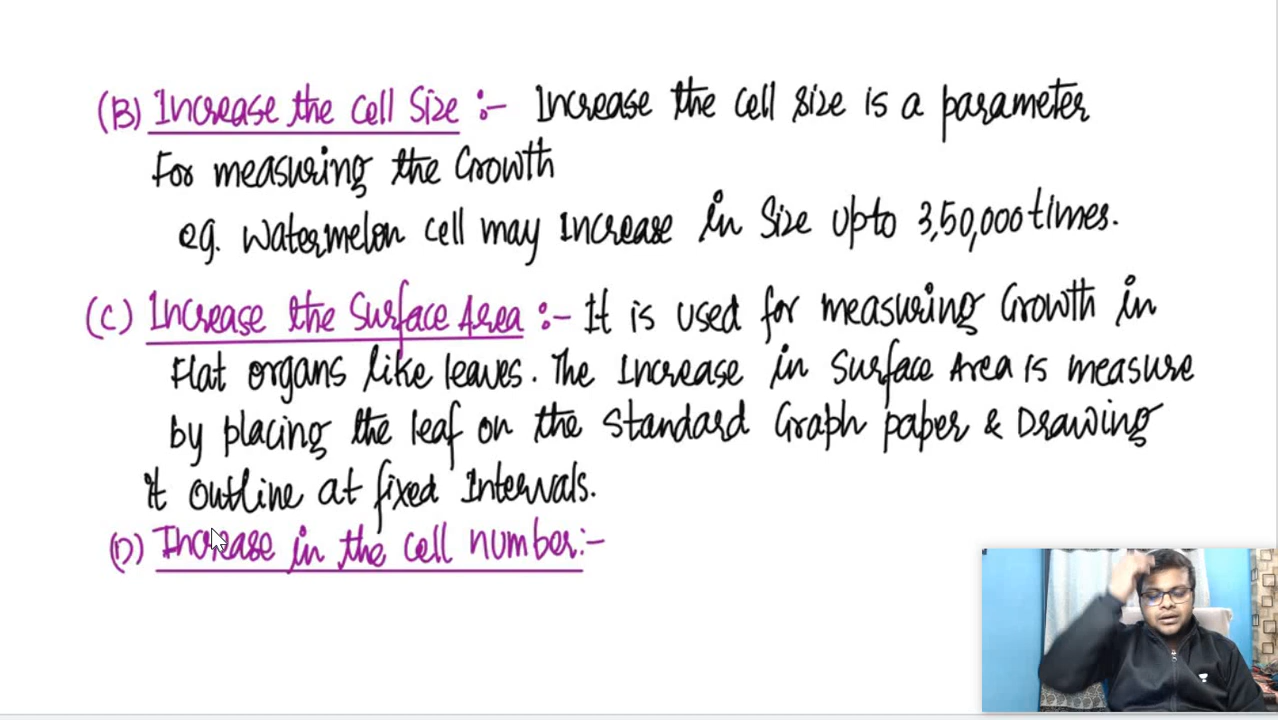 (B) Increase the cell Size :- Increase the cell size is a parameter
For measuring the Growth
eg. Watermelon cell may Increase in Size upto 3,50,000 times.
(C) Increase the Surface Area :- It is used for measuring Growth in
Flat organs like leaves. The Increase in Surface Area is measure
by placing the leaf on the Standard Graph paper & Drawing
it outline at fixed Intervals.
(D) Increase in the cell number:-